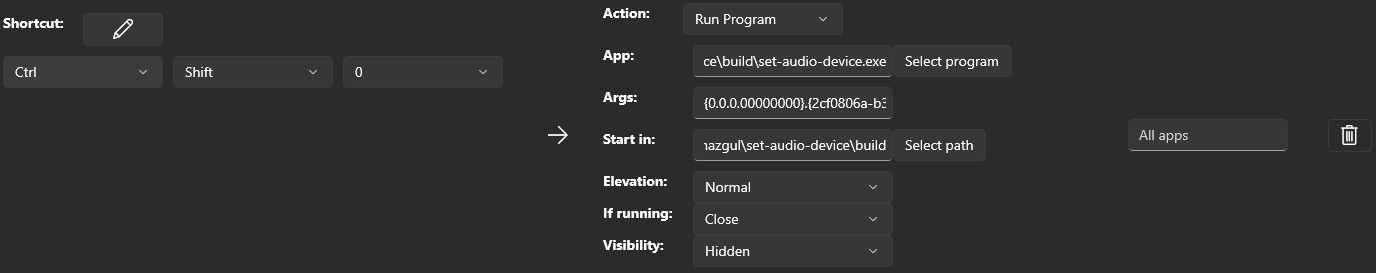 Shortcut:
Ctrl Shift 0
Action: Run Program
App: ce\build\set-audio-device.exe Select program
Args: {0.0.0.00000000}.{2cf0806a-b3
Start in: nazgul\set-audio-device\build Select path
All apps
Elevation: Normal
If running: Close
Visibility: Hidden